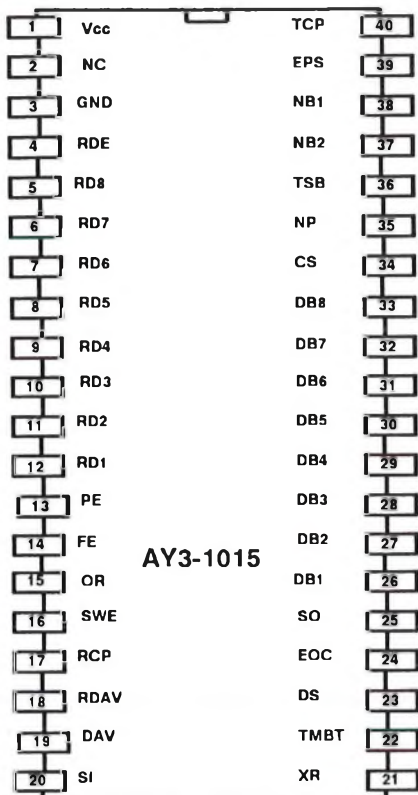 1 Vcc TCP 40
2 NC EPS 39
3 GND NB1 38
4 RDE NB2 37
5 RD8 TSB 36
6 RD7 NP 35
7 RD6 CS 34
8 RD5 DB8 33
9 RD4 DB7 32
10 RD3 DB6 31
11 RD2 DB5 30
12 RD1 DB4 29
13 PE DB3 28
14 FE DB2 27
AY3-1015
15 OR DB1 26
16 SWE SO 25
17 RCP EOC 24
18 RDAV DS 23
19 DAV TMBT 22
20 SI XR 21